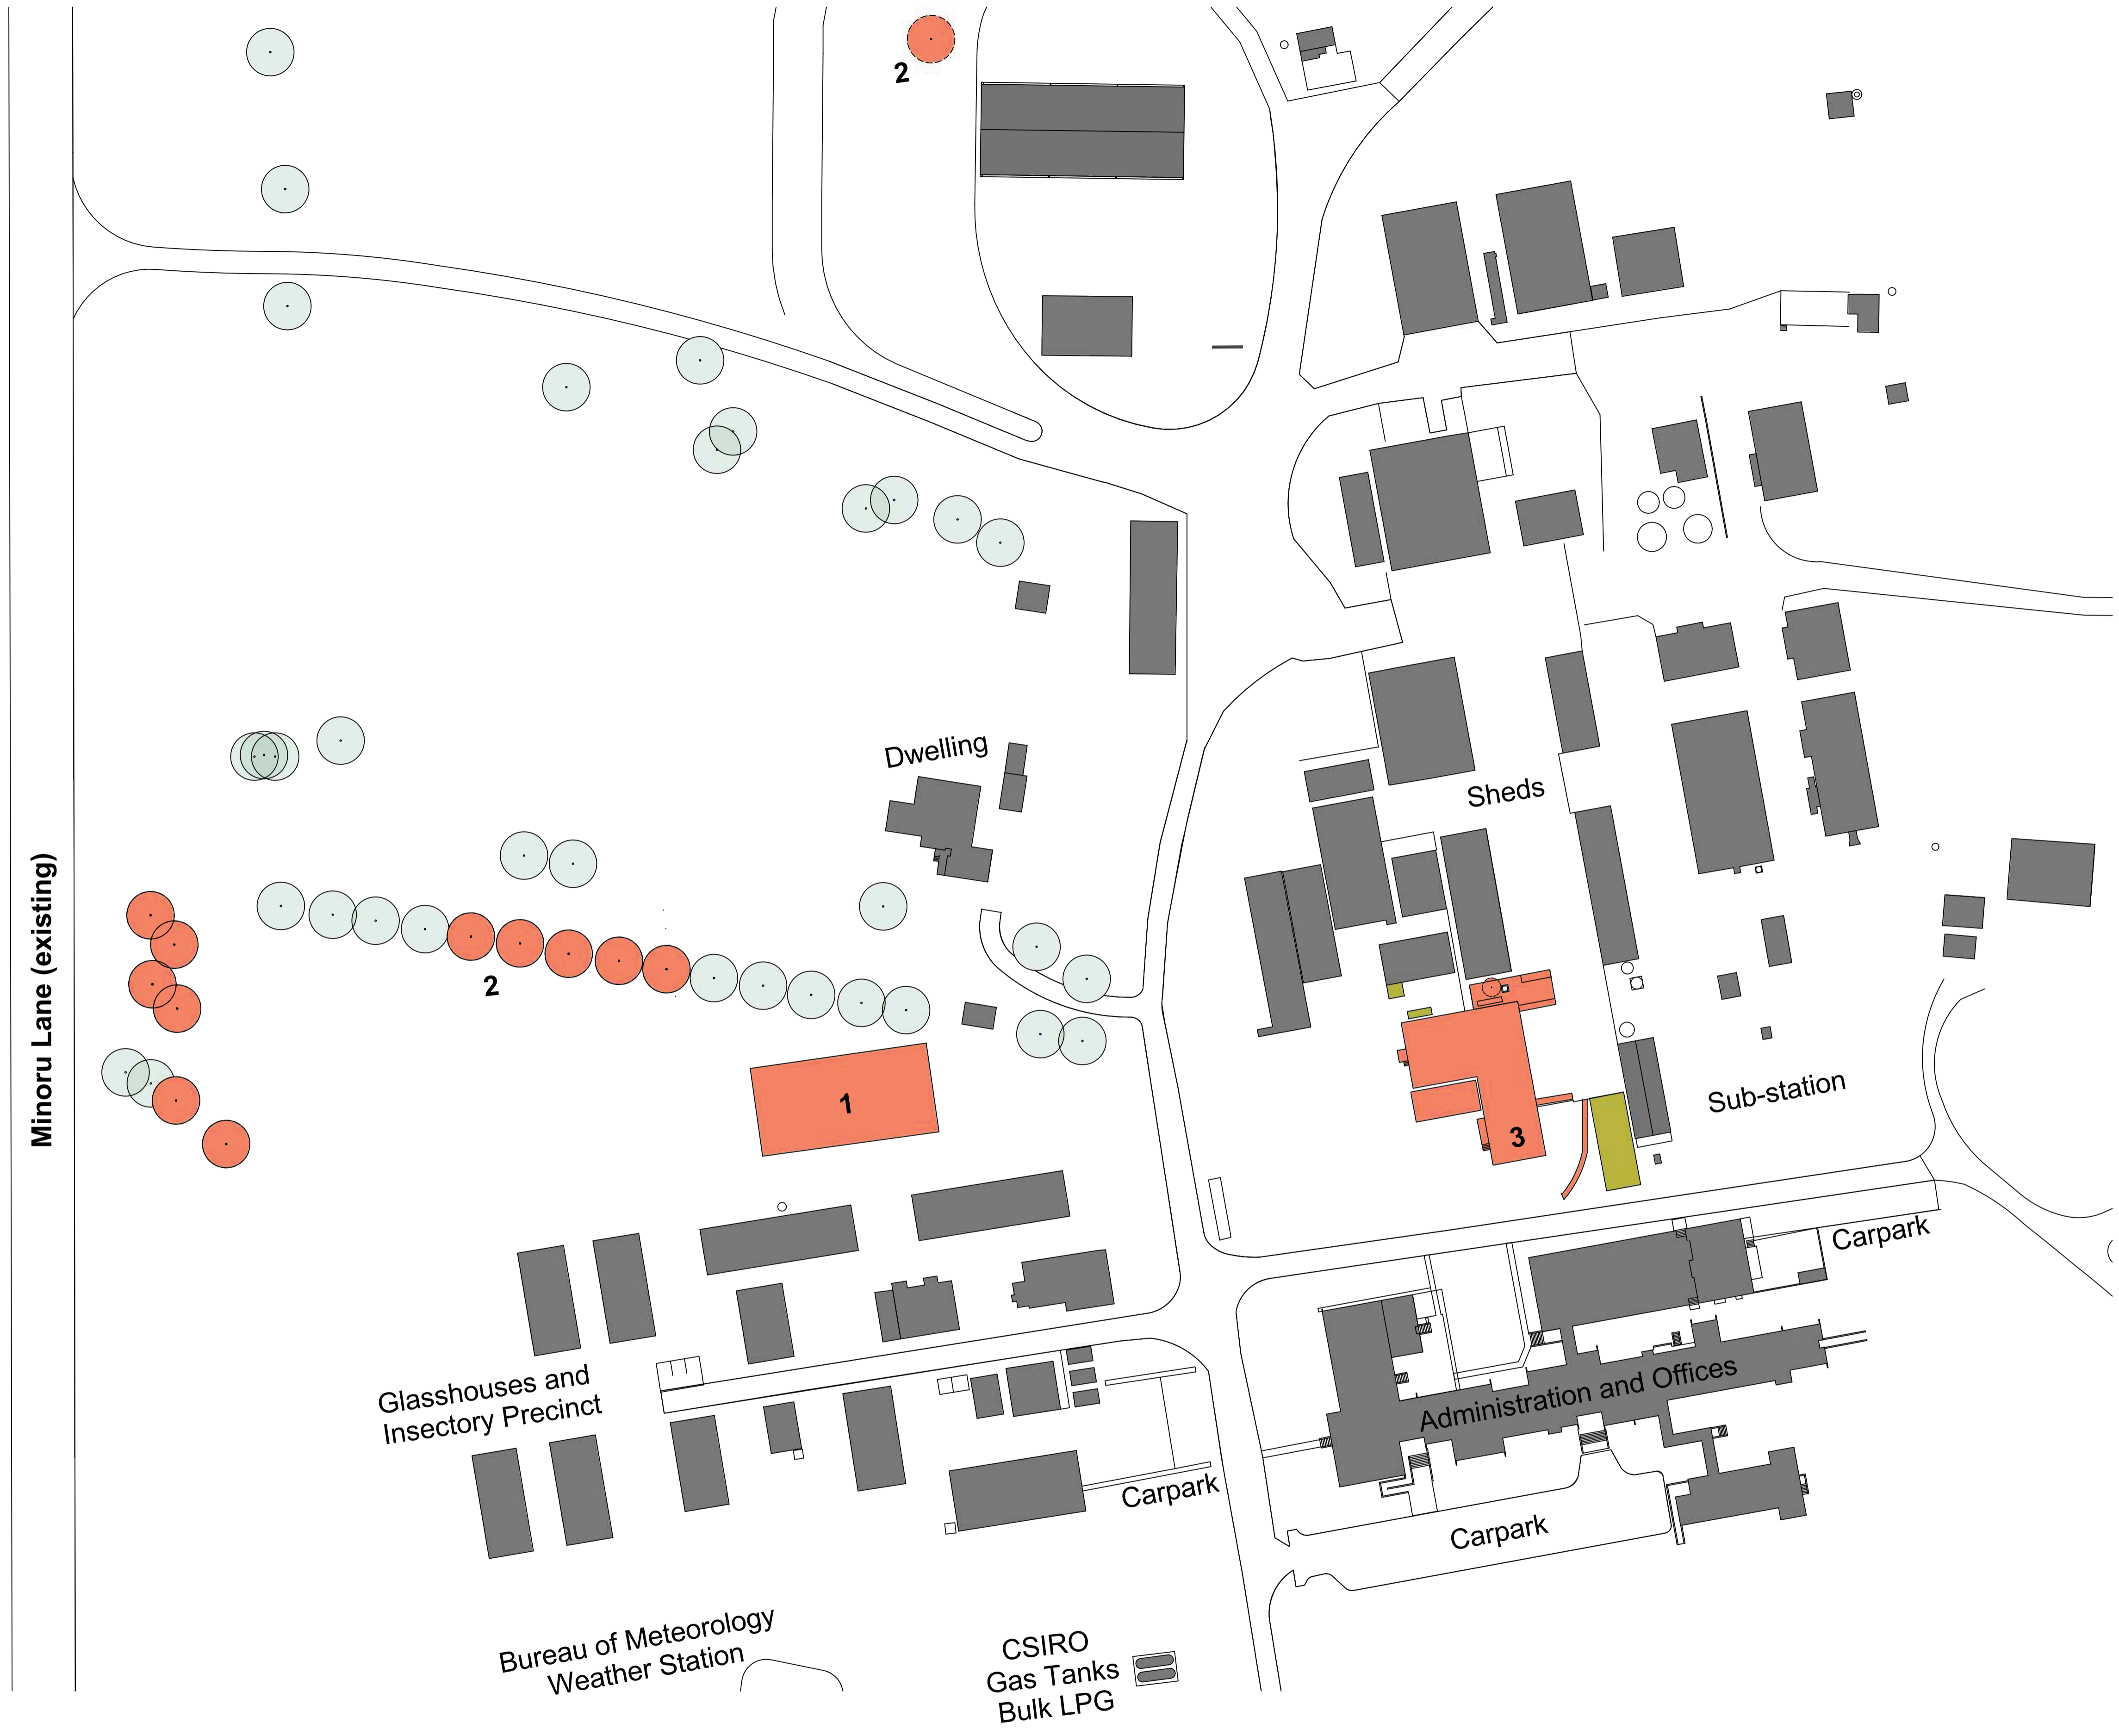 2
Dwelling
Sheds
Minoru Lane (existing)
2
1
Sub-station
3
Carpark
Glasshouses and
Insectory Precinct
Administration and Offices
Carpark
Carpark
Bureau of Meteorology
Weather Station
CSIRO
Gas Tanks
Bulk LPG